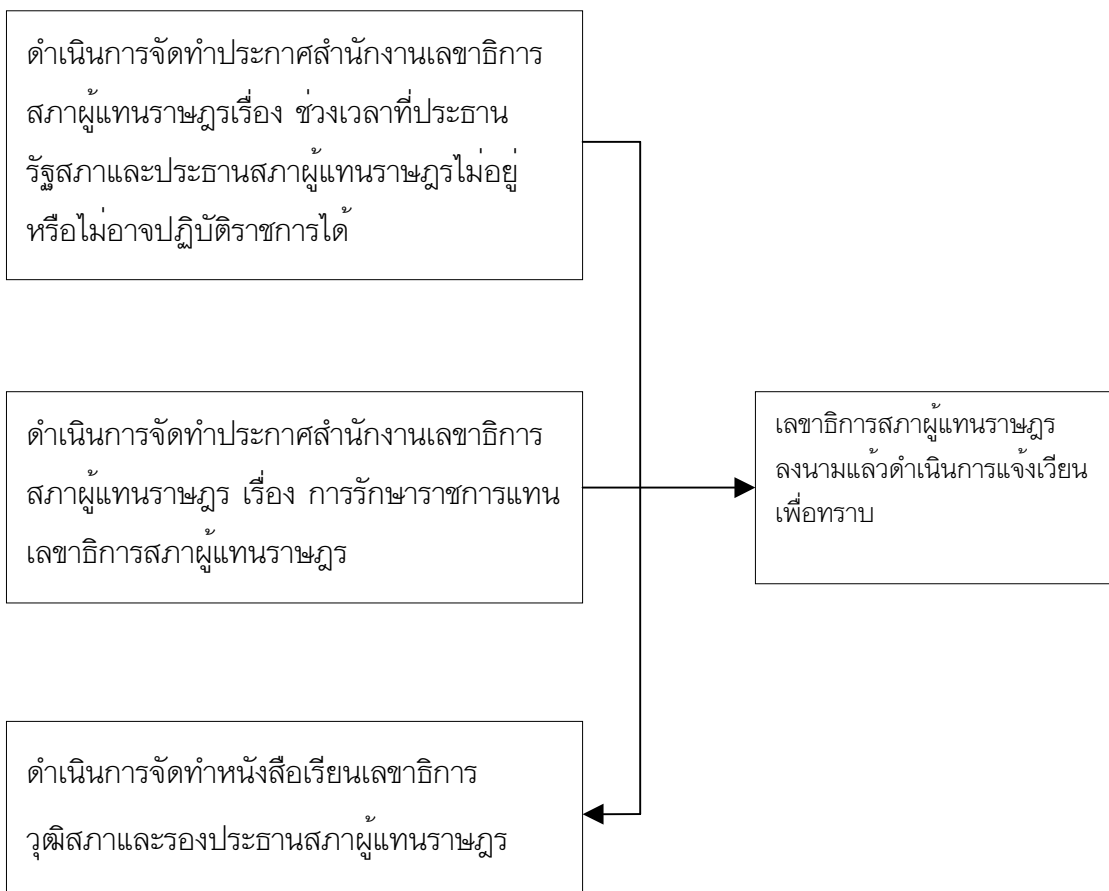 ดำเนินการจัดทำประกาศสำนักงานเลขาธิการ
สภาผู้แทนราษฎรเรื่อง ช่วงเวลาที่ประธาน
รัฐสภาและประธานสภาผู้แทนราษฎรไม่อยู่
หรือไม่อาจปฏิบัติราชการได้
ดำเนินการจัดทำประกาศสำนักงานเลขาธิการ
สภาผู้แทนราษฎร เรื่อง การรักษาราชการแทน
เลขาธิการสภาผู้แทนราษฎร
เลขาธิการสภาผู้แทนราษฎร
ลงนามแล้วดำเนินการแจ้งเวียน
เพื่อทราบ
ดำเนินการจัดทำหนังสือเรียนเลขาธิการ
วุฒิสภาและรองประธานสภาผู้แทนราษฎร